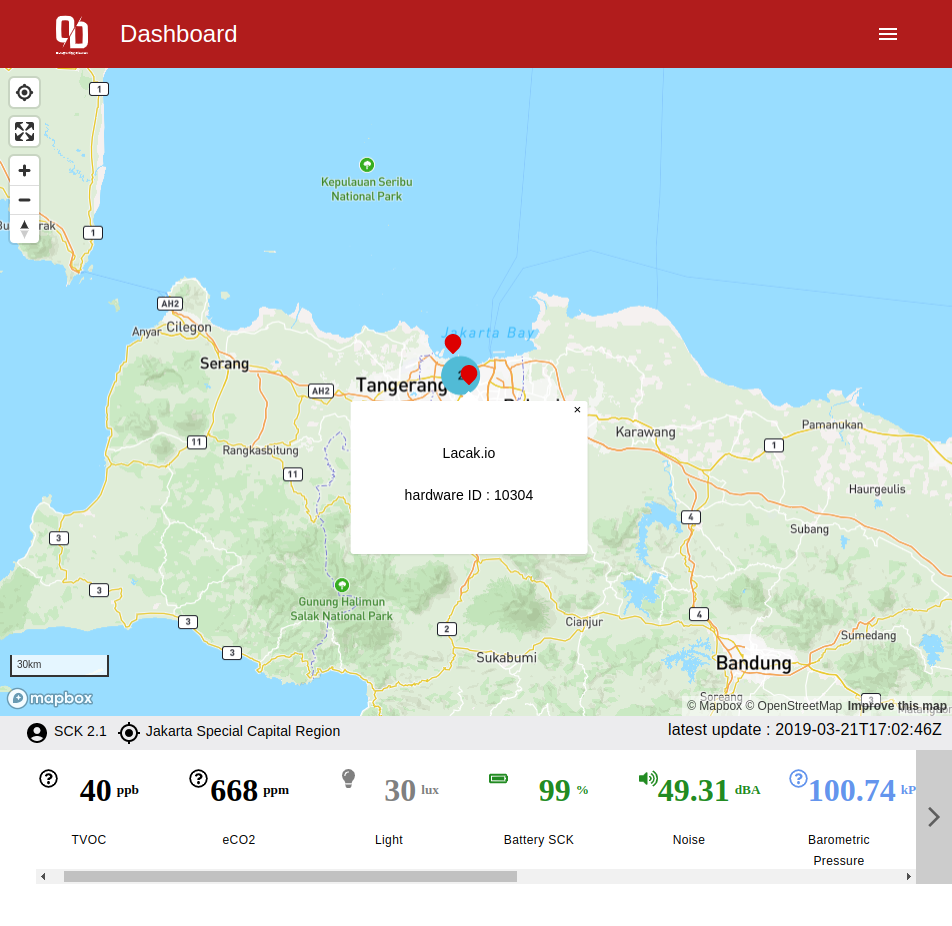 Dashboard
1
Kepulauan Seribu
National Park
1
AH2
Anyar
Cilegon
Jakarta Bay
Serang
AH2
Tangerang
×
Karawang
Pamanukan
11
Rangkasbitung
1
Lacak.io
11
Haurgeulis
hardware ID : 10304
4
Subang
3
3
Gunung Halimun
Salak National Park
3
2
4
Cianjur
Sumedang
3
Sukabumi
Bandung
30km
mapbox
Soreang
3
© Mapbox © OpenStreetMap Improve this map
SCK 2.1 Jakarta Special Capital Region latest update : 2019-03-21T17:02:46Z
40 ppb 668 ppm 30 lux 99 % 49.31 dBA 100.74 kP
TVOC eCO2 Light Battery SCK Noise Barometric
Pressure